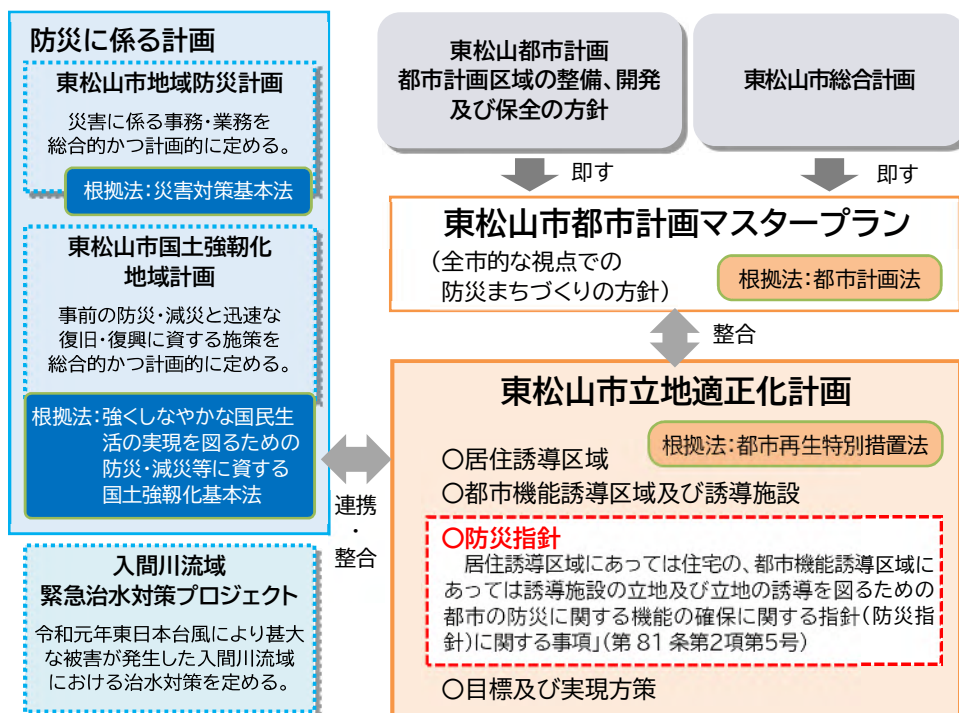 防災に係る計画
東松山市地域防災計画
災害に係る事務・業務を
総合的かつ計画的に定める。
根拠法：災害対策基本法
東松山市国土強靭化
地域計画
事前の防災・減災と迅速な
復旧・復興に資する施策を
総合的かつ計画的に定める。
根拠法：強くしなやかな国民生
活の実現を図るための
防災・減災等に資する
国土強靭化基本法
入間川流域
緊急治水対策プロジェクト
令和元年東日本台風により甚大
な被害が発生した入間川流域
における治水対策を定める。
連携
・
整合
東松山都市計画
都市計画区域の整備、開発
及び保全の方針
東松山市総合計画
即す
即す
東松山市都市計画マスタープラン
（全市的な視点での
防災まちづくりの方針）
根拠法：都市計画法
整合
東松山市立地適正化計画
根拠法：都市再生特別措置法
〇居住誘導区域
〇都市機能誘導区域及び誘導施設
〇防災指針
居住誘導区域にあっては住宅の、都市機能誘導区域に
あっては誘導施設の立地及び立地の誘導を図るための
都市の防災に関する機能の確保に関する指針(防災指
針)に関する事項」(第 81 条第2項第5号)
〇目標及び実現方策